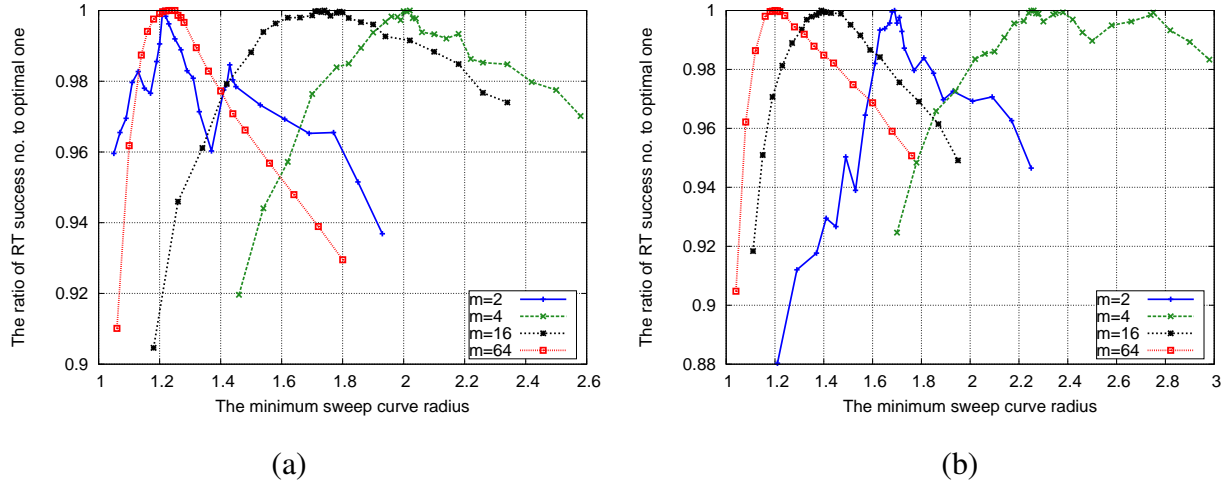 The ratio of RT success no. to optimal one
1
0.98
0.96
0.94
0.92
0.9
1 1.2 1.4 1.6 1.8 2 2.2 2.4 2.6
The minimum sweep curve radius
m=2
m=4
m=16
m=64
(a)
The ratio of RT success no. to optimal one
1
0.98
0.96
0.94
0.92
0.9
0.88
1 1.2 1.4 1.6 1.8 2 2.2 2.4 2.6 2.8 3
The minimum sweep curve radius
m=2
m=4
m=16
m=64
(b)